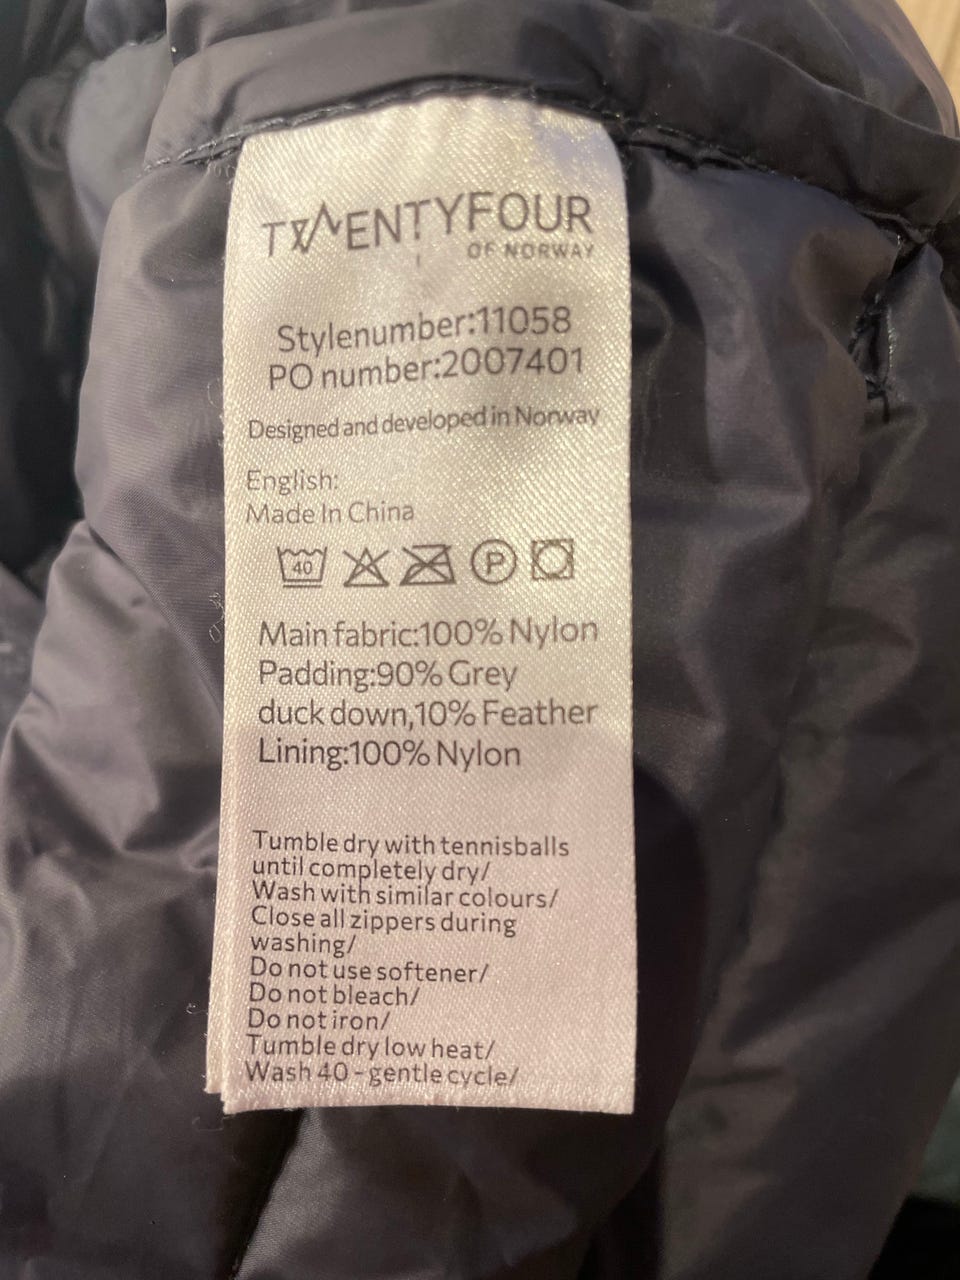 TWENTYFOUR
OF NORWAY
Stylenumber:11058
PO number:2007401
Designed and developed in Norway
English:
Made In China
40 P
Main fabric:100% Nylon
Padding:90% Grey
duck down,10% Feather
Lining:100% Nylon
Tumble dry with tennisballs
until completely dry/
Wash with similar colours/
Close all zippers during
washing/
Do not use softener/
Do not bleach/
Do not iron/
Tumble dry low heat/
Wash 40 - gentle cycle/